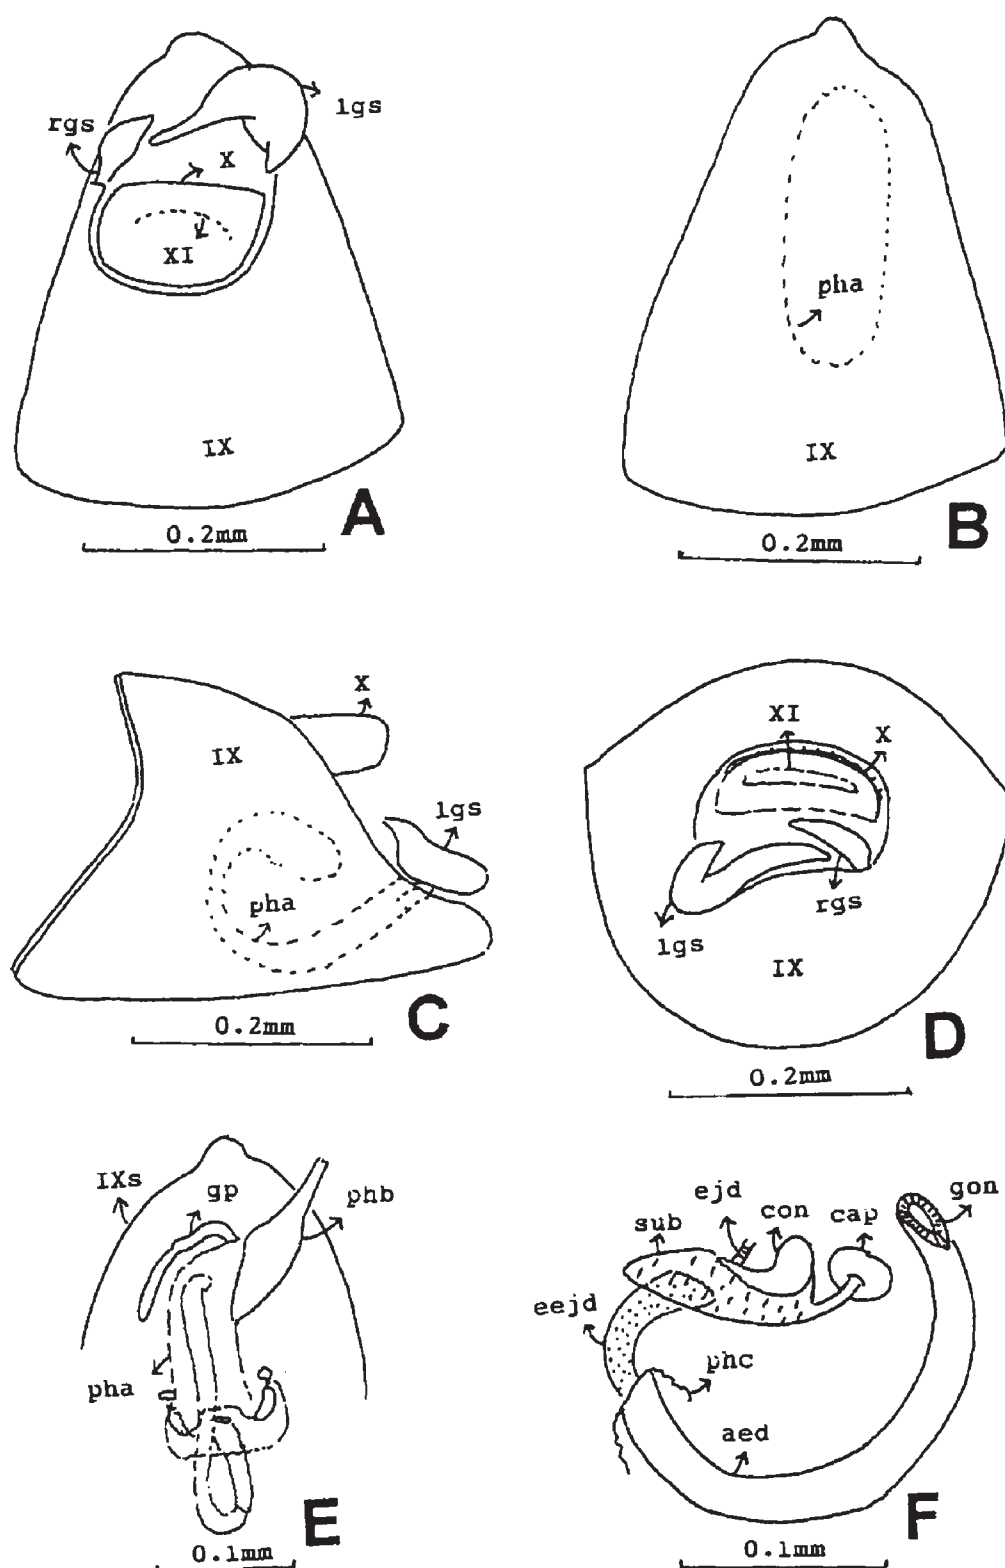 lgs
rgs
X
XI
IX
A
0.2mm
pha
IX
B
0.2mm
X
IX
lgs
pha
C
0.2mm
XI
X
rgs
lgs
IX
D
0.2mm
IXs
gp
phb
pha
E
0.1mm
gon
ejd
con
cap
sub
eejd
phc
aed
F
0.1mm